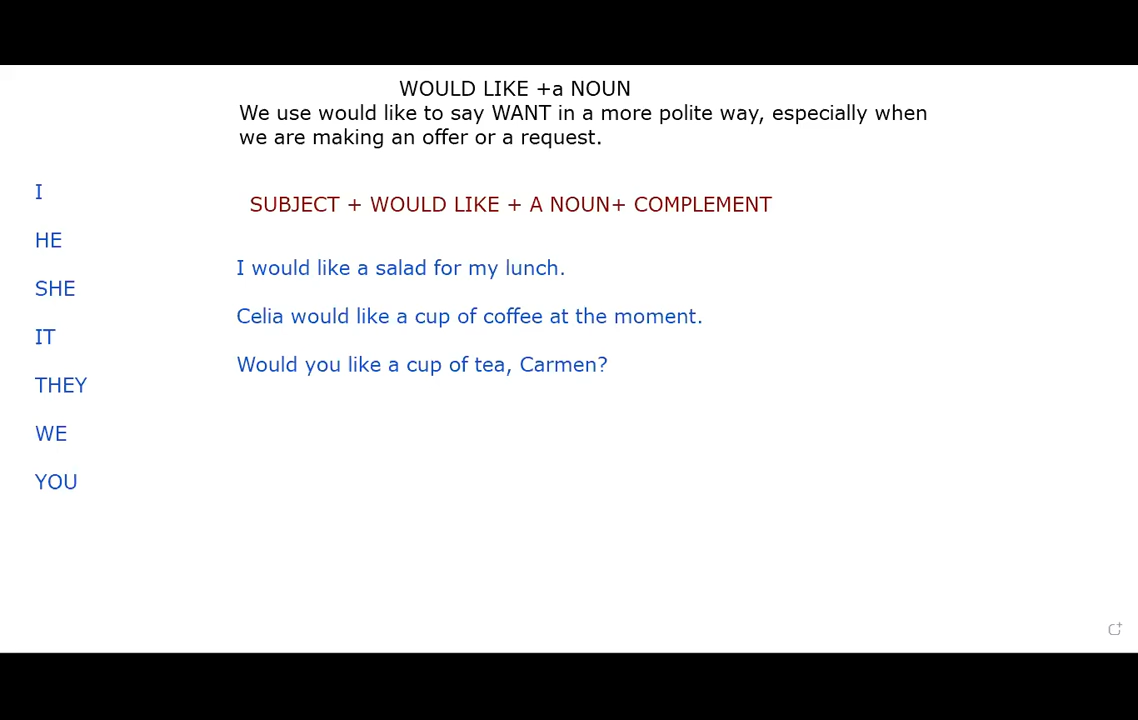 WOULD LIKE +a NOUN
We use would like to say WANT in a more polite way, especially when
we are making an offer or a request.
I
HE
SHE
IT
THEY
WE
YOU
SUBJECT + WOULD LIKE + A NOUN+ COMPLEMENT
I would like a salad for my lunch.
Celia would like a cup of coffee at the moment.
Would you like a cup of tea, Carmen?